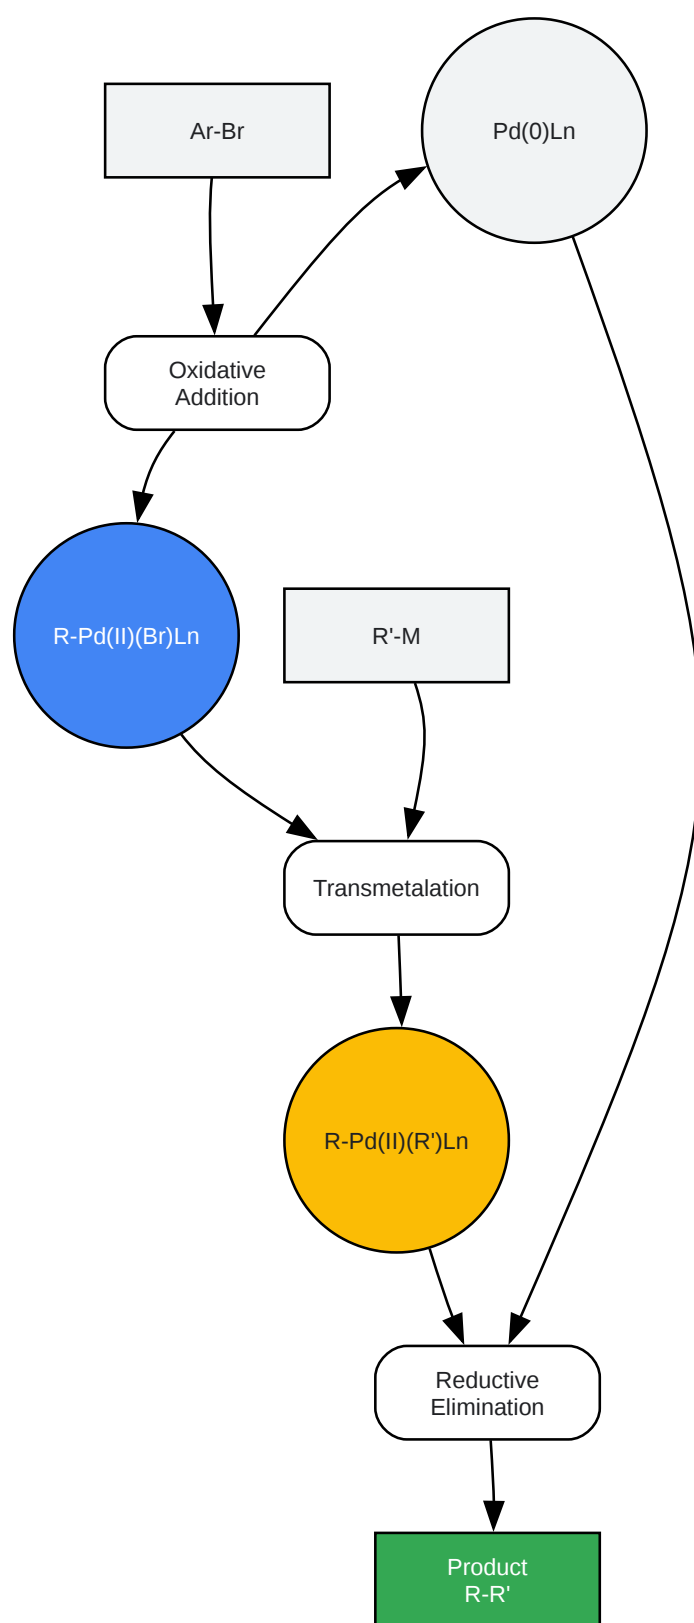 Ar-Br
Pd(0)Ln
Oxidative
Addition
R-Pd(II)(Br)Ln
R'-M
Transmetalation
R-Pd(II)(R')Ln
Reductive
Elimination
Product
R-R'